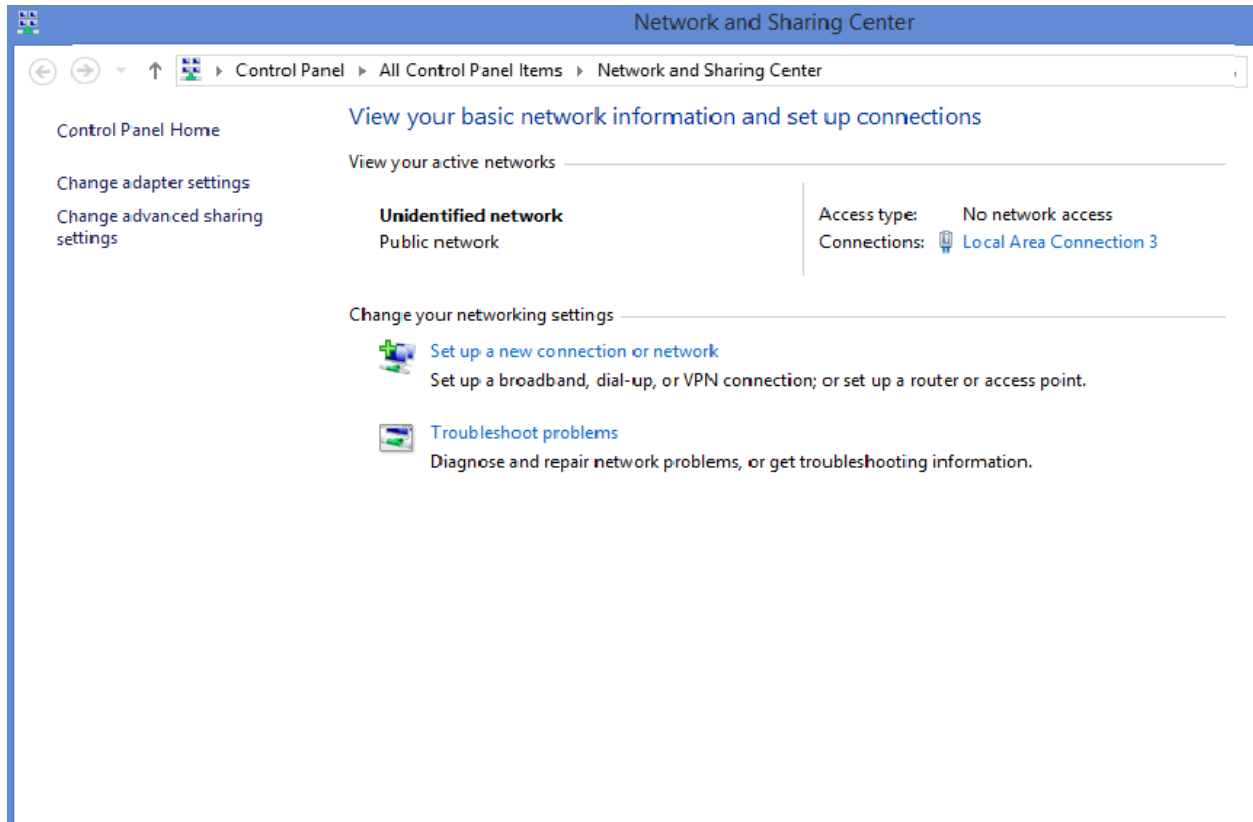 Network and Sharing Center
Control Panel All Control Panel Items Network and Sharing Center
Control Panel Home
Change adapter settings
Change advanced sharing
settings
View your basic network information and set up connections
View your active networks
Unidentified network
Public network
Access type: No network access
Connections: Local Area Connection 3
Change your networking settings
Set up a new connection or network
Set up a broadband, dial-up, or VPN connection; or set up a router or access point.
Troubleshoot problems
Diagnose and repair network problems, or get troubleshooting information.